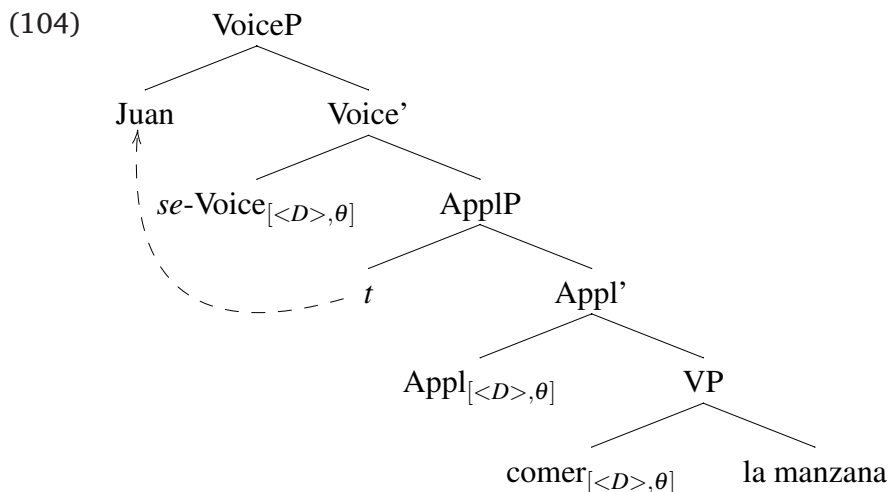 (104) VoiceP
Juan Voice’
se-Voice[<D>,θ] ApplP
t Appl’
Appl[<D>,θ] VP
comer[<D>,θ] la manzana